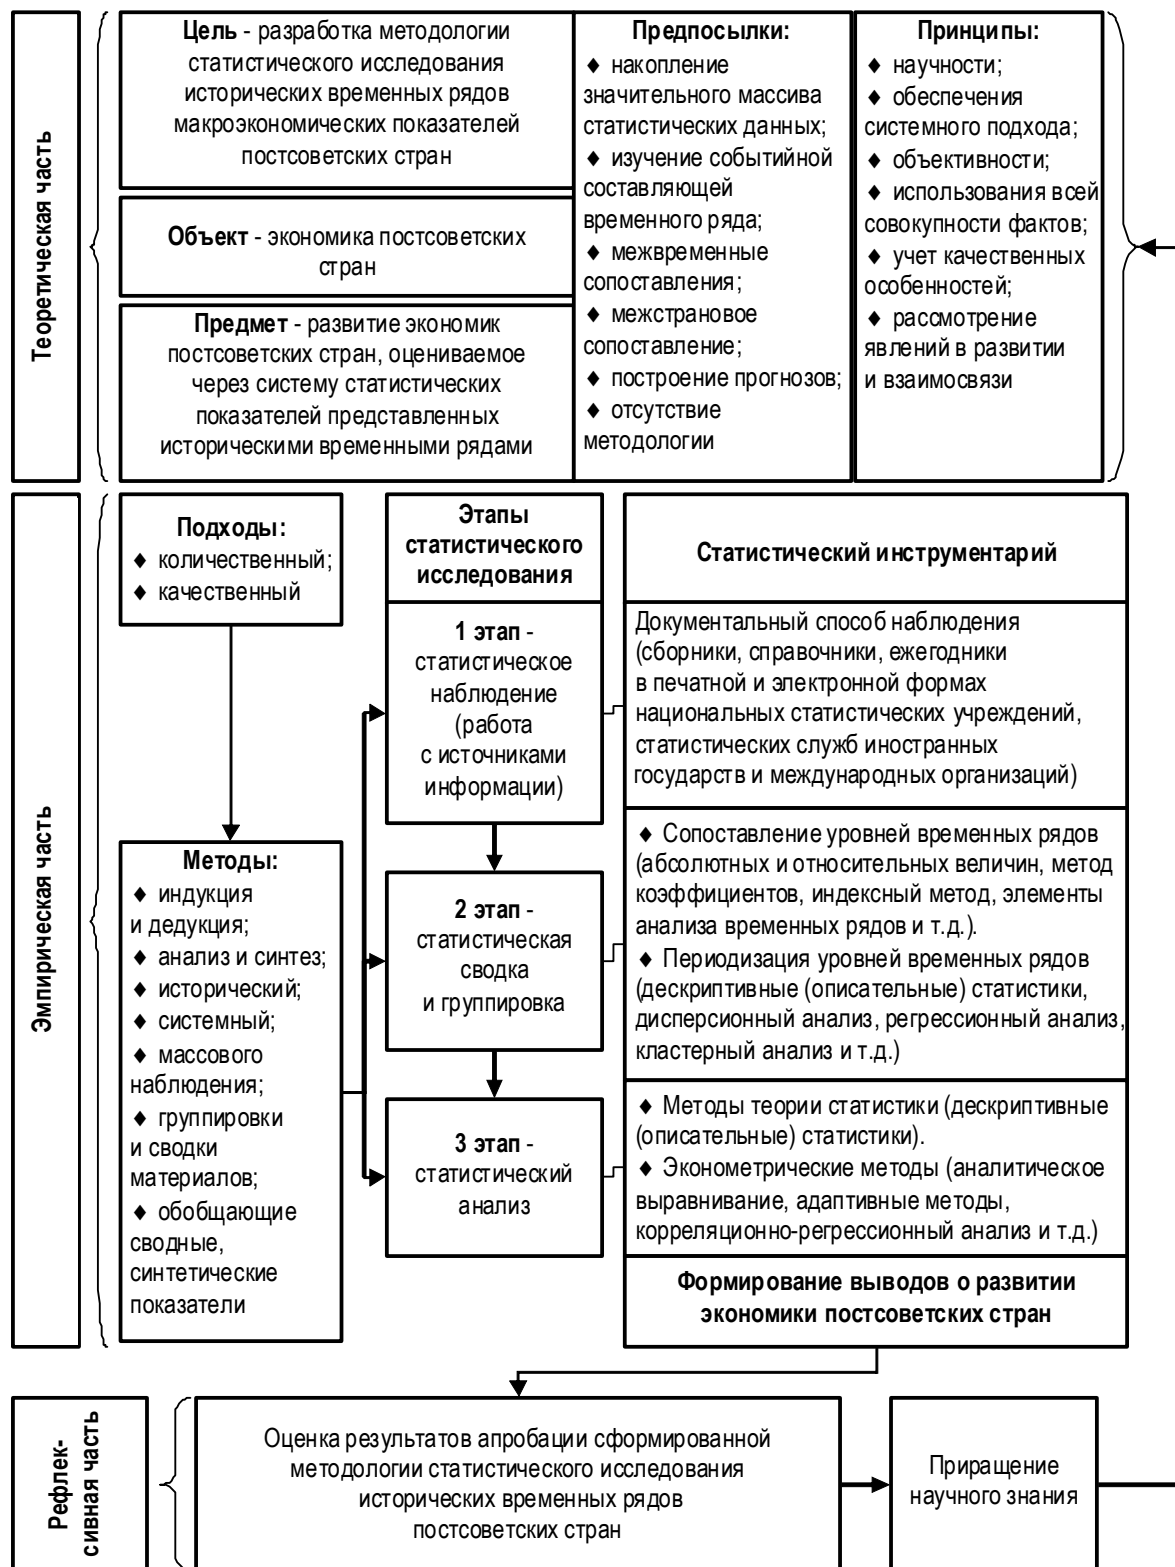 Теоретическая часть
Цель - разработка методологии
статистического исследования
исторических временных рядов
макроэкономических показателей
постсоветских стран
Объект - экономика постсоветских
стран
Предмет - развитие экономик
постсоветских стран, оцениваемое
через систему статистических
показателей представленных
историческими временными рядами
Предпосылки:
♦ накопление
значительного массива
статистических данных;
♦ изучение событийной
составляющей
временного ряда;
♦ межвременные
сопоставления;
♦ межстрановое
сопоставление;
♦ построение прогнозов;
♦ отсутствие
методологии
Принципы:
♦ научности;
♦ обеспечения
системного подхода;
♦ объективности;
♦ использования всей
совокупности фактов;
♦ учет качественных
особенностей;
♦ рассмотрение
явлений в развитии
и взаимосвязи
Эмпирическая часть
Подходы:
♦ количественный;
♦ качественный
Методы:
♦ индукция
и дедукция;
♦ анализ и синтез;
♦ исторический;
♦ системный;
♦ массового
наблюдения;
♦ группировки
и сводки
материалов;
♦ обобщающие
сводные,
синтетические
показатели
Этапы
статистического
исследования
1 этап -
статистическое
наблюдение
(работа
с источниками
информации)
2 этап -
статистическая
сводка
и группировка
3 этап -
статистический
анализ
Статистический инструментарий
Документальный способ наблюдения
(сборники, справочники, ежегодники
в печатной и электронной формах
национальных статистических учреждений,
статистических служб иностранных
государств и международных организаций)
♦ Сопоставление уровней временных рядов
(абсолютных и относительных величин, метод
коэффициентов, индексный метод, элементы
анализа временных рядов и т.д.).
♦ Периодизация уровней временных рядов
(дескриптивные (описательные) статистики,
дисперсионный анализ, регрессионный анализ,
кластерный анализ и т.д.)
♦ Методы теории статистики (дескриптивные
(описательные) статистики).
♦ Эконометрические методы (аналитическое
выравнивание, адаптивные методы,
корреляционно-регрессионный анализ и т.д.)
Формирование выводов о развитии
экономики постсоветских стран
Рефлек-
сивная часть
Оценка результатов апробации сформированной
методологии статистического исследования
исторических временных рядов
постсоветских стран
Приращение
научного знания